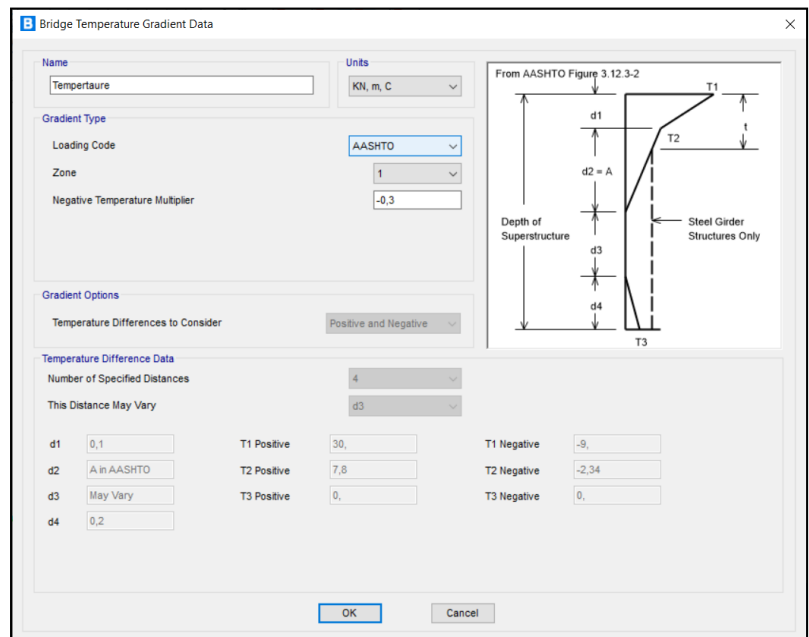 B Bridge Temperature Gradient Data
Name
Tempertaure
Units
KN, m, C
Gradient Type
Loading Code AASHTO
Zone 1
Negative Temperature Multiplier -0,3
From AASHTO Figure 3.12.3-2
T1
d1
t
T2
d2 = A
Depth of
Superstructure
Steel Girder
Structures Only
d3
d4
T3
Gradient Options
Temperature Differences to Consider Positive and Negative
Temperature Difference Data
Number of Specified Distances 4
This Distance May Vary d3
d1 0,1 T1 Positive 30, T1 Negative -9,
d2 A in AASHTO T2 Positive 7,8 T2 Negative -2,34
d3 May Vary T3 Positive 0, T3 Negative 0,
d4 0,2
OK Cancel